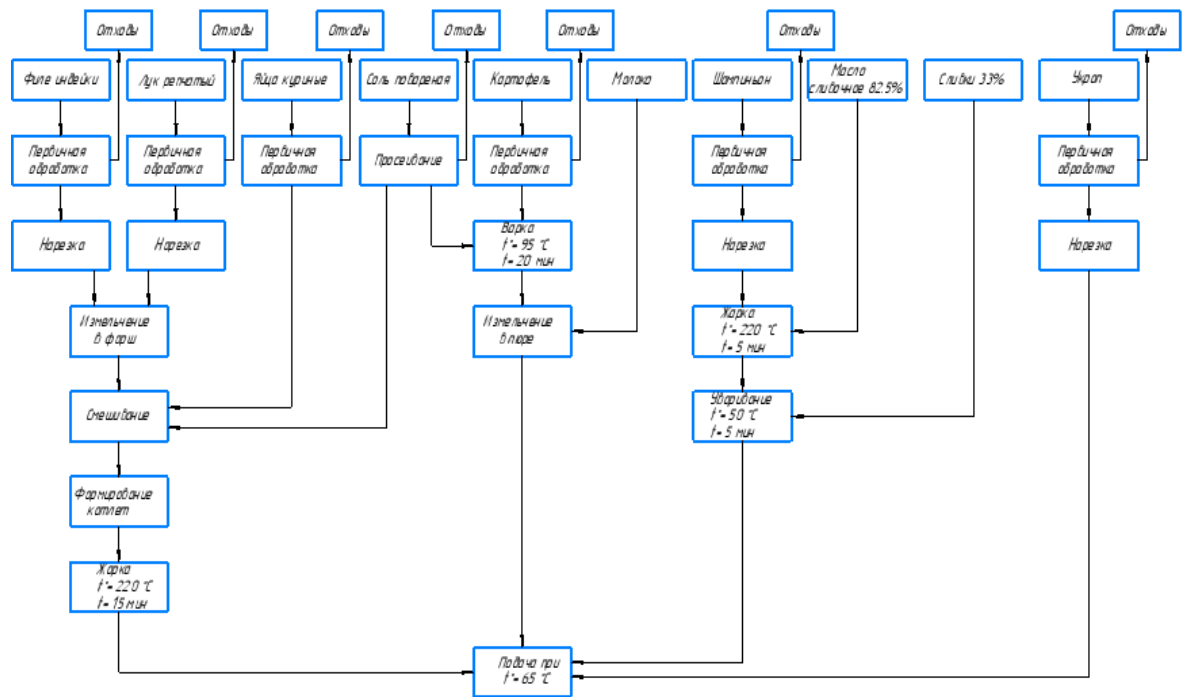 Отходы
Отходы
Отходы
Отходы
Отходы
Отходы
Отходы
Филе индейки
Лук репчатый
Яйца куриные
Соль поваренная
Картофель
Молоко
Шампиньон
Масло
сливочное 82.5%
Сливки 33%
Укроп
Первичная
обработка
Первичная
обработка
Первичная
обработка
Просеивание
Первичная
обработка
Первичная
обработка
Первичная
обработка
Нарезка
Нарезка
Варка
t°= 95 °C
t= 20 мин
Нарезка
Нарезка
Измельчение
в фарш
Измельчение
в пюре
Жарка
t°= 220 °C
t= 5 мин
Смешивание
Уваривание
t°= 50 °C
t= 5 мин
Формирование
котлет
Жарка
t°= 220 °C
t= 15 мин
Подача при
t°= 65 °C